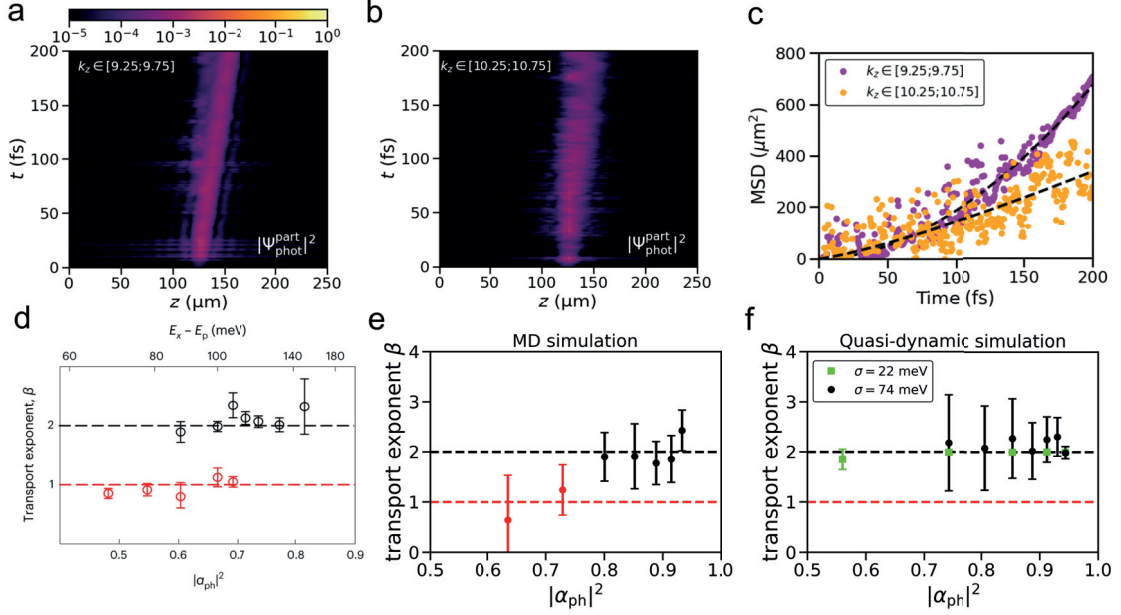 a
10⁻⁵ 10⁻⁴ 10⁻³ 10⁻² 10⁻¹ 10⁰
200
150
100
50
0
t (fs)
k_z ∈ [9.25;9.75]
|Ψ^part_phot|²
0 50 100 150 200 250
z (μm)
b
200
150
100
50
0
t (fs)
k_z ∈ [10.25;10.75]
|Ψ^part_phot|²
0 50 100 150 200 250
z (μm)
c
800
600
400
200
0
MSD (μm²)
k_z ∈ [9.25;9.75]
k_z ∈ [10.25;10.75]
0 50 100 150 200
Time (fs)
d
E_x − E_p (meV)
60 80 100 140 180
Transport exponent, β
2
1
0.5 0.6 0.7 0.8 0.9
|α_ph|²
e
MD simulation
transport exponent β
4
3
2
1
0
0.5 0.6 0.7 0.8 0.9 1.0
|α_ph|²
f
Quasi-dynamic simulation
transport exponent β
4
3
2
1
0
σ = 22 meV
σ = 74 meV
0.5 0.6 0.7 0.8 0.9 1.0
|α_ph|²